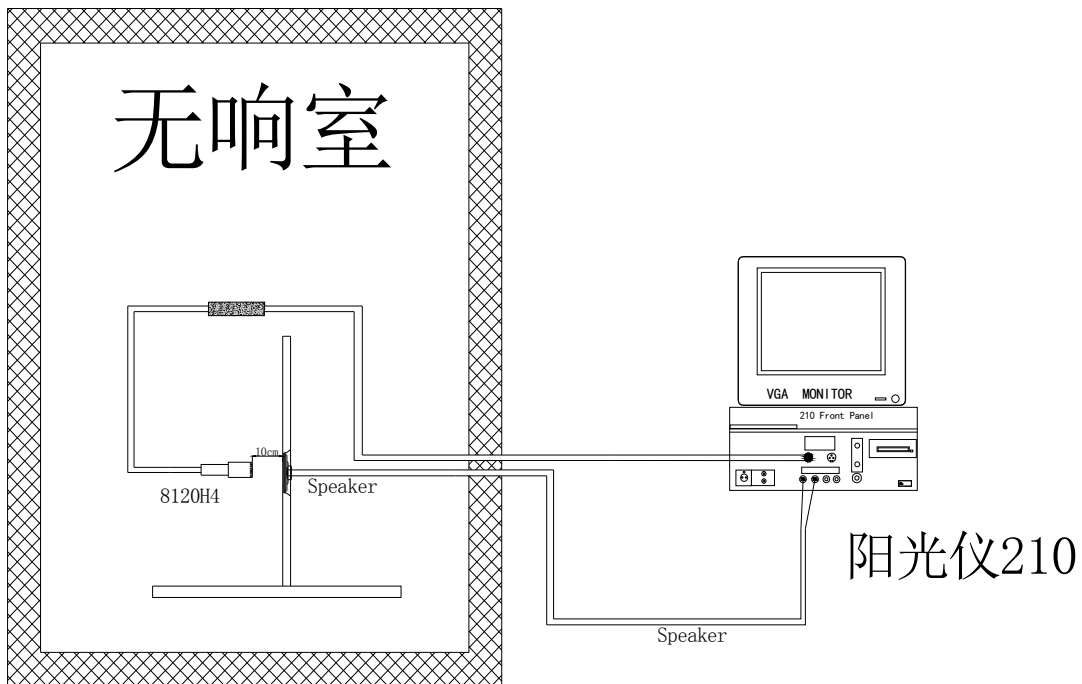 无响室
10cm
8120H4
Speaker
VGA MONITOR
210 Front Panel
阳光仪210
Speaker